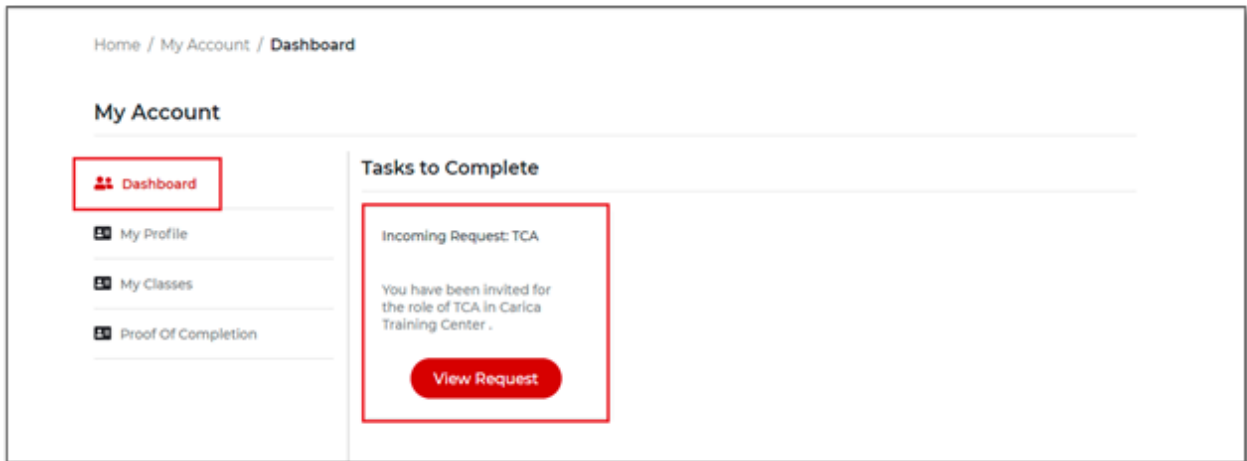 Home / My Account / Dashboard
My Account
Dashboard
My Profile
My Classes
Proof Of Completion
Tasks to Complete
Incoming Request: TCA
You have been invited for
the role of TCA in Carica
Training Center .
View Request